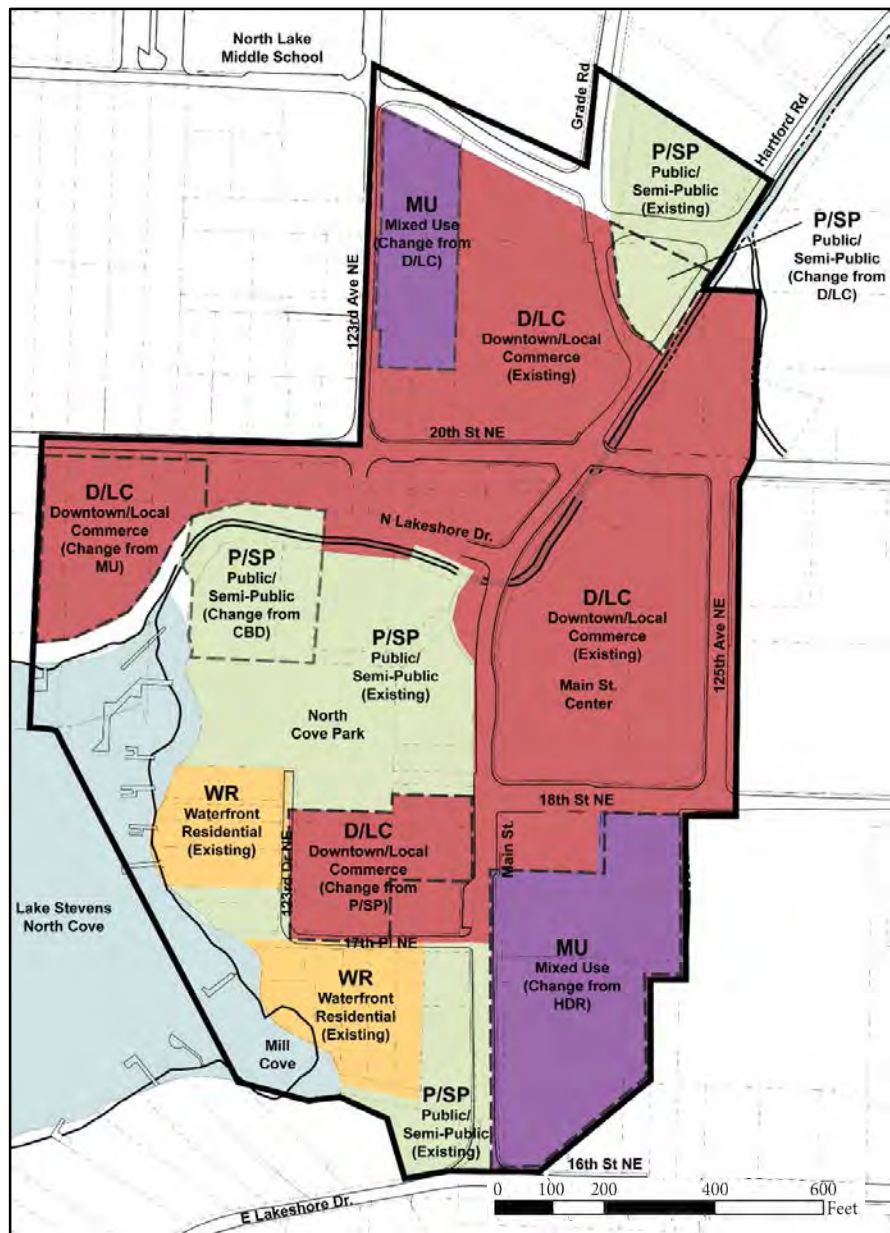 North Lake
Middle School
Grade Rd
Hartford Rd
P/SP
Public/
Semi-Public
(Existing)
P/SP
Public/
Semi-Public
(Change from
D/LC)
MU
Mixed Use
(Change from
D/LC)
123rd Ave NE
D/LC
Downtown/Local
Commerce
(Existing)
20th St NE
D/LC
Downtown/Local
Commerce
(Change from
MU)
N Lakeshore Dr.
P/SP
Public/
Semi-Public
(Change from
CBD)
P/SP
Public/
Semi-Public
(Existing)
D/LC
Downtown/Local
Commerce
(Existing)
Main St.
Center
125th Ave NE
North
Cove Park
WR
Waterfront
Residential
(Existing)
123rd Dr NE
D/LC
Downtown/Local
Commerce
(Change from
P/SP)
18th St NE
Main St.
Lake Stevens
North Cove
17th Pl NE
WR
Waterfront
Residential
(Existing)
MU
Mixed Use
(Change from
HDR)
Mill
Cove
P/SP
Public/
Semi-Public
(Existing)
16th St NE
E Lakeshore Dr.
0 100 200 400 600
Feet